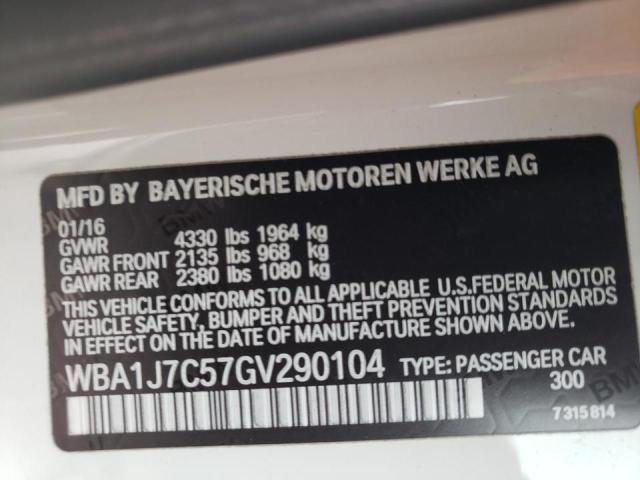 MFD BY BAYERISCHE MOTOREN WERKE AG
01/16
GVWR 4330 lbs 1964 kg
GAWR FRONT 2135 lbs 968 kg
GAWR REAR 2380 lbs 1080 kg
THIS VEHICLE CONFORMS TO ALL APPLICABLE U.S.FEDERAL MOTOR
VEHICLE SAFETY, BUMPER AND THEFT PREVENTION STANDARDS
IN EFFECT ON THE DATE OF MANUFACTURE SHOWN ABOVE.
WBA1J7C57GV290104 TYPE: PASSENGER CAR
300
7315814